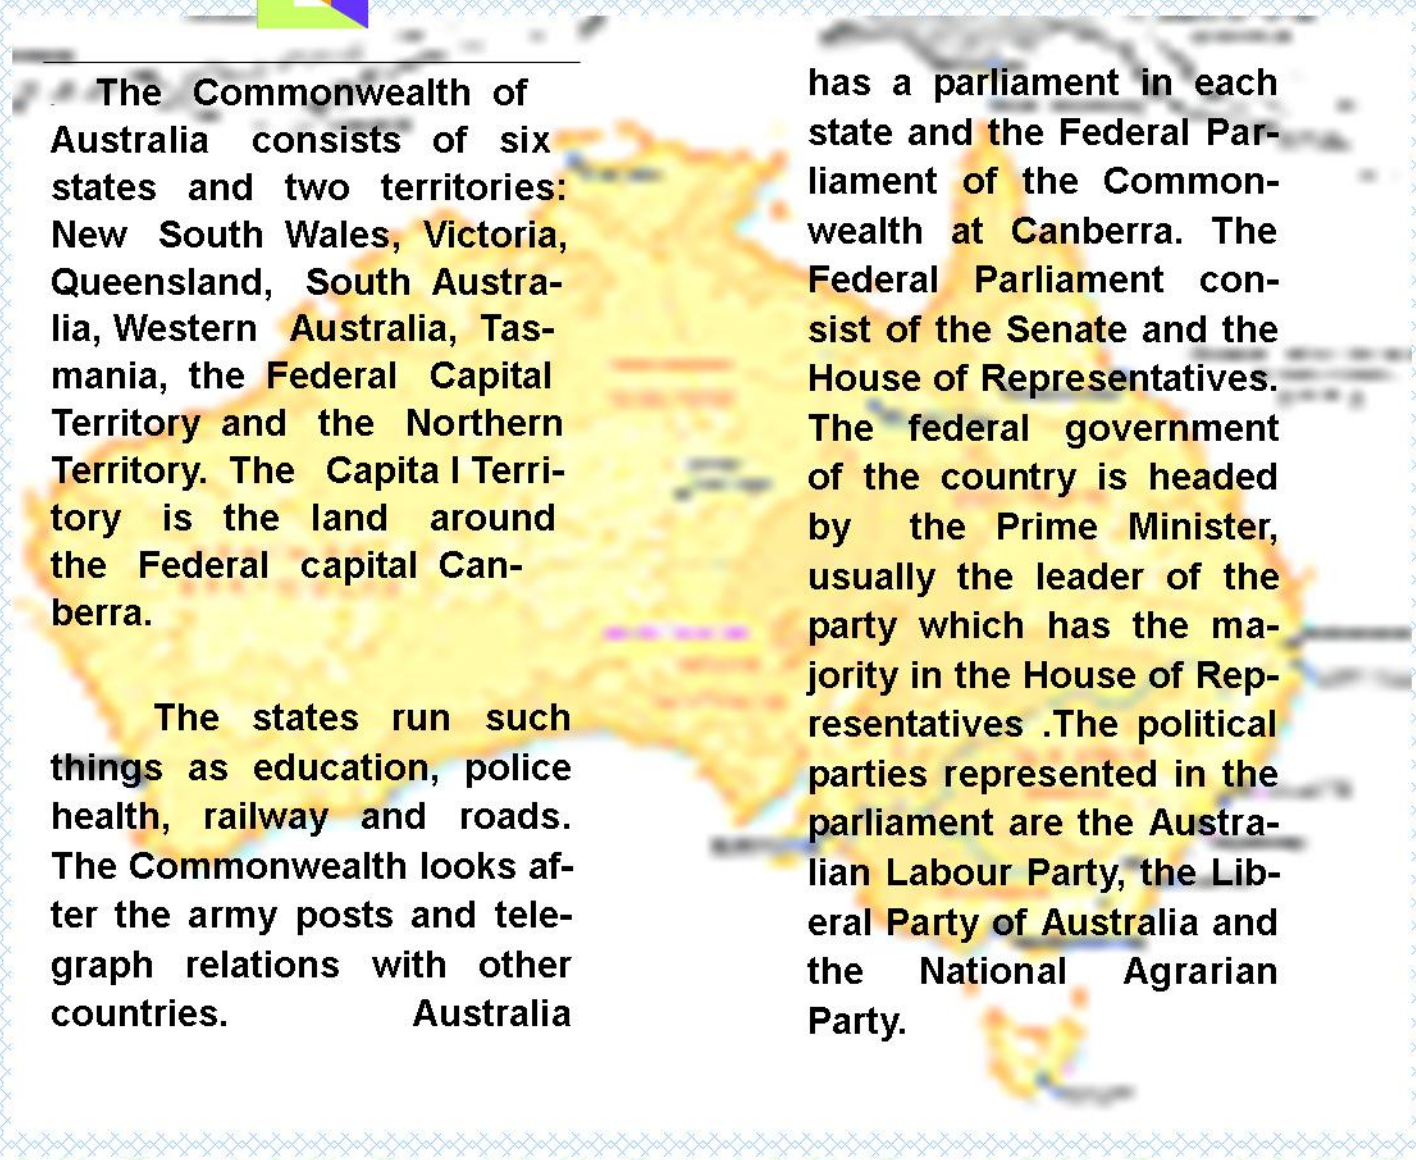 The Commonwealth of
Australia consists of six
states and two territories:
New South Wales, Victoria,
Queensland, South Austra-
lia, Western Australia, Tas-
mania, the Federal Capital
Territory and the Northern
Territory. The Capita l Terri-
tory is the land around
the Federal capital Can-
berra.
The states run such
things as education, police
health, railway and roads.
The Commonwealth looks af-
ter the army posts and tele-
graph relations with other
countries. Australia
has a parliament in each
state and the Federal Par-
liament of the Common-
wealth at Canberra. The
Federal Parliament con-
sist of the Senate and the
House of Representatives.
The federal government
of the country is headed
by the Prime Minister,
usually the leader of the
party which has the ma-
jority in the House of Rep-
resentatives .The political
parties represented in the
parliament are the Austra-
lian Labour Party, the Lib-
eral Party of Australia and
the National Agrarian
Party.